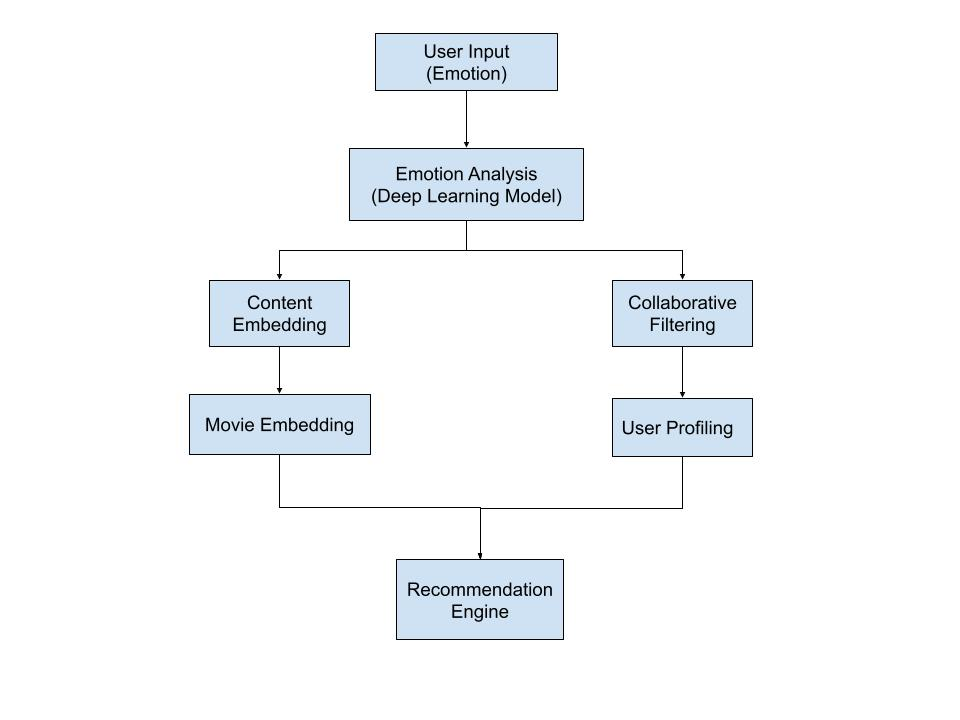 User Input
(Emotion)
Emotion Analysis
(Deep Learning Model)
Content
Embedding
Collaborative
Filtering
Movie Embedding
User Profiling
Recommendation
Engine